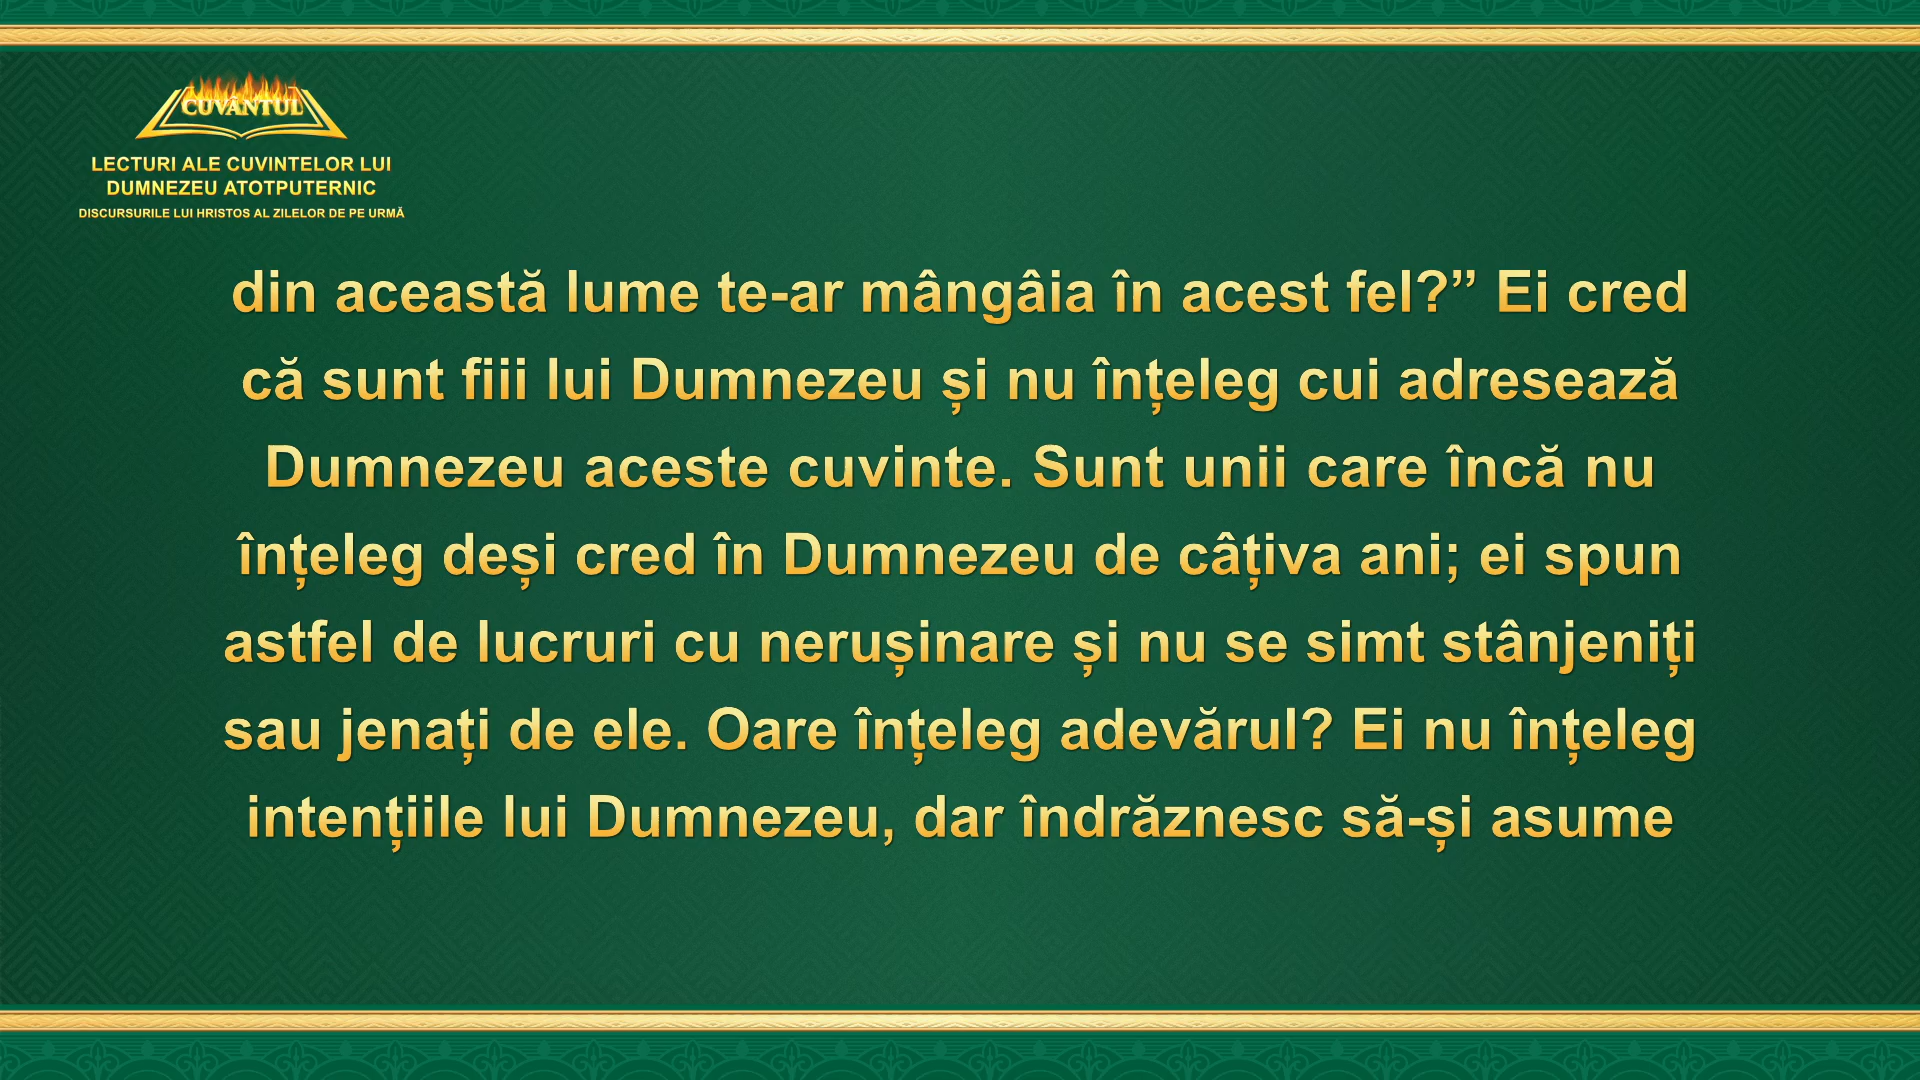 CUVÂNTUL
LECTURI ALE CUVINTELOR LUI
DUMNEZEU ATOTPUTERNIC
DISCURSURILE LUI HRISTOS AL ZILELOR DE PE URMĂ
din această lume te-ar mângâia în acest fel?” Ei cred
că sunt fiii lui Dumnezeu și nu înțeleg cui adresează
Dumnezeu aceste cuvinte. Sunt unii care încă nu
înțeleg deși cred în Dumnezeu de câțiva ani; ei spun
astfel de lucruri cu nerușinare și nu se simt stânjeniți
sau jenați de ele. Oare înțeleg adevărul? Ei nu înțeleg
intențiile lui Dumnezeu, dar îndrăznesc să-și asume